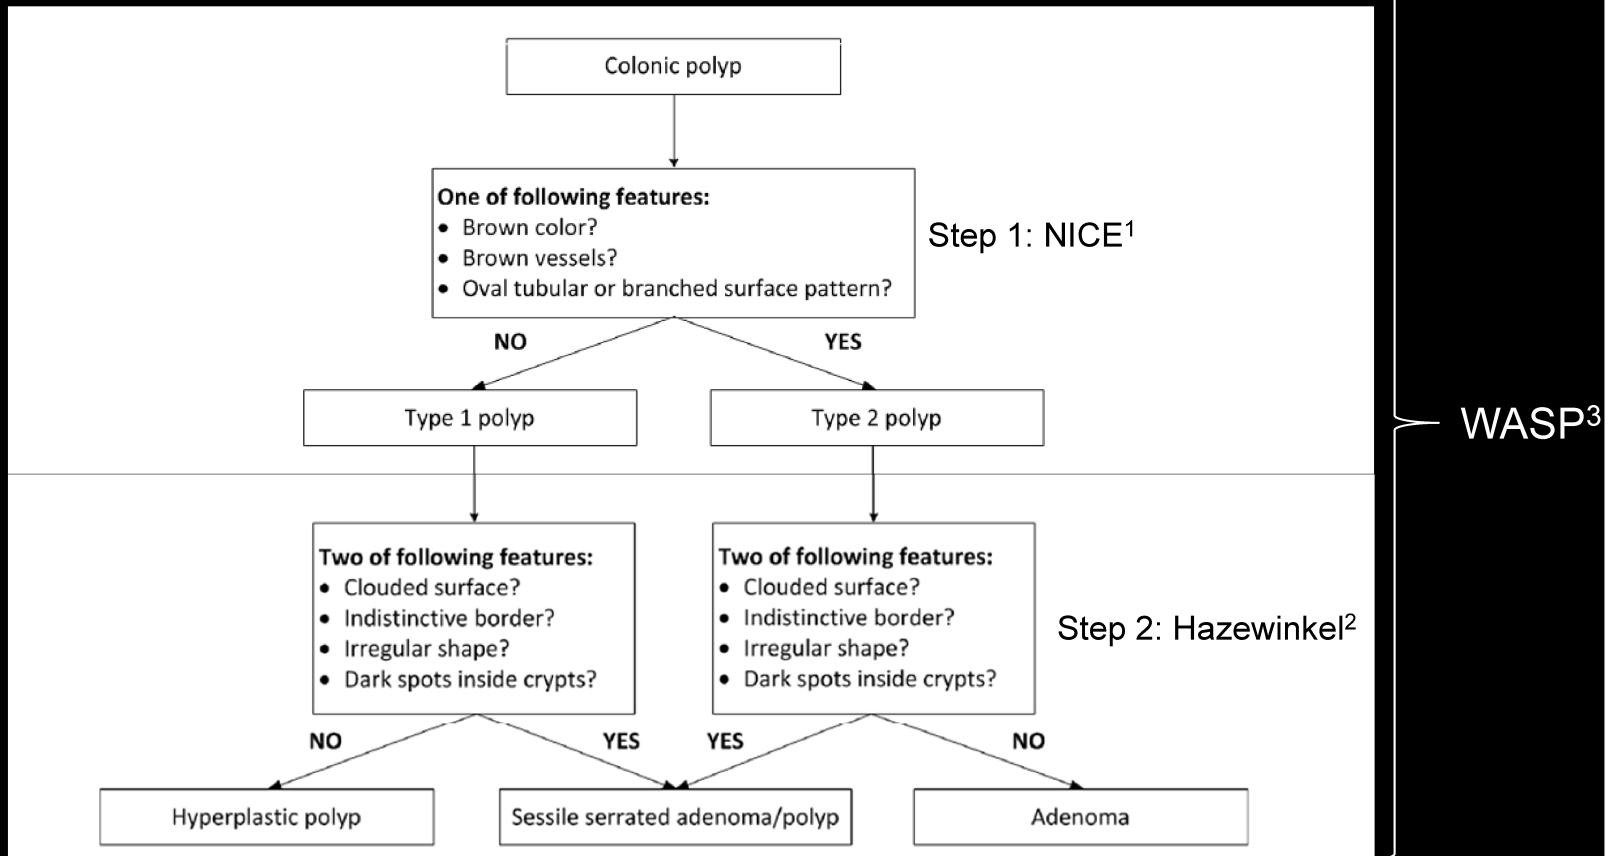 Colonic polyp
One of following features:
• Brown color?
• Brown vessels?
• Oval tubular or branched surface pattern?
Step 1: NICE¹
NO
YES
Type 1 polyp
Type 2 polyp
WASP³
Two of following features:
• Clouded surface?
• Indistinctive border?
• Irregular shape?
• Dark spots inside crypts?
Two of following features:
• Clouded surface?
• Indistinctive border?
• Irregular shape?
• Dark spots inside crypts?
Step 2: Hazewinkel²
NO
YES
YES
NO
Hyperplastic polyp
Sessile serrated adenoma/polyp
Adenoma